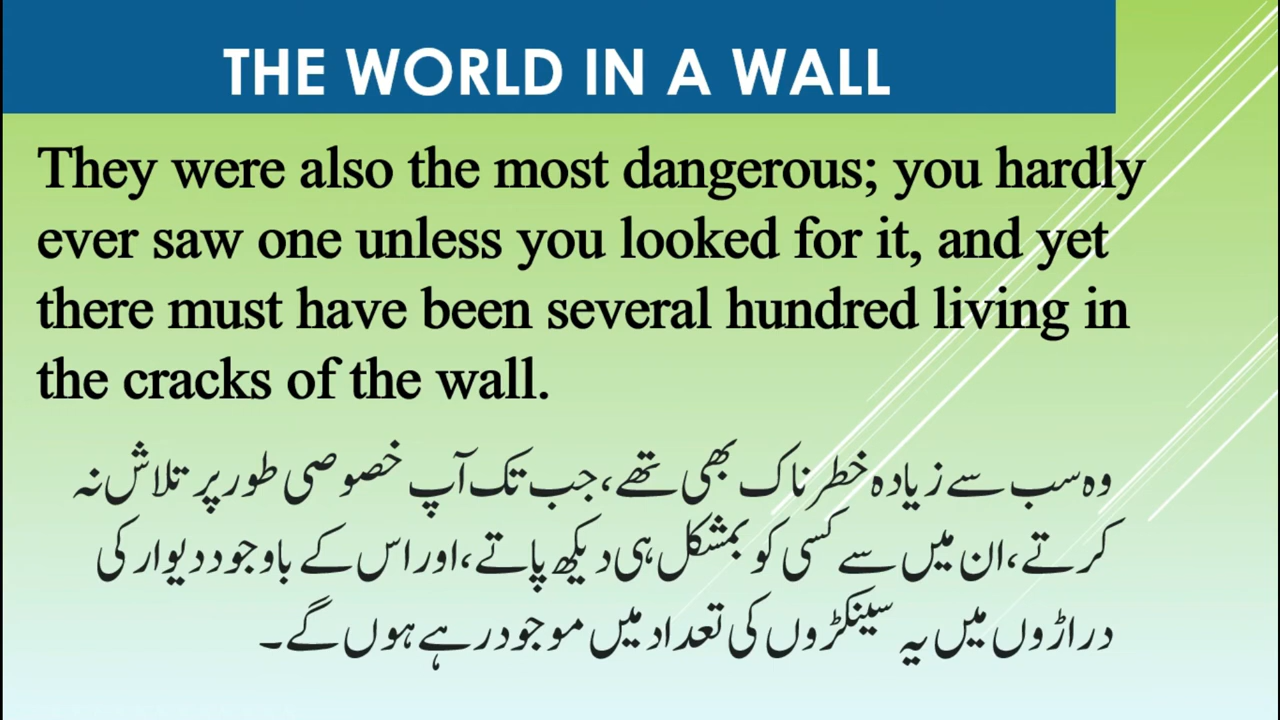 THE WORLD IN A WALL
They were also the most dangerous; you hardly
ever saw one unless you looked for it, and yet
there must have been several hundred living in
the cracks of the wall.
وہ سب سے زیادہ خطرناک بھی تھے، جب تک آپ خصوصی طور پر تلاش نہ
کرتے، ان میں سے کسی کو بمشکل ہی دیکھ پاتے، اور اس کے باوجود دیوار کی
دراڑوں میں یہ سینکڑوں کی تعداد میں موجود رہے ہوں گے۔